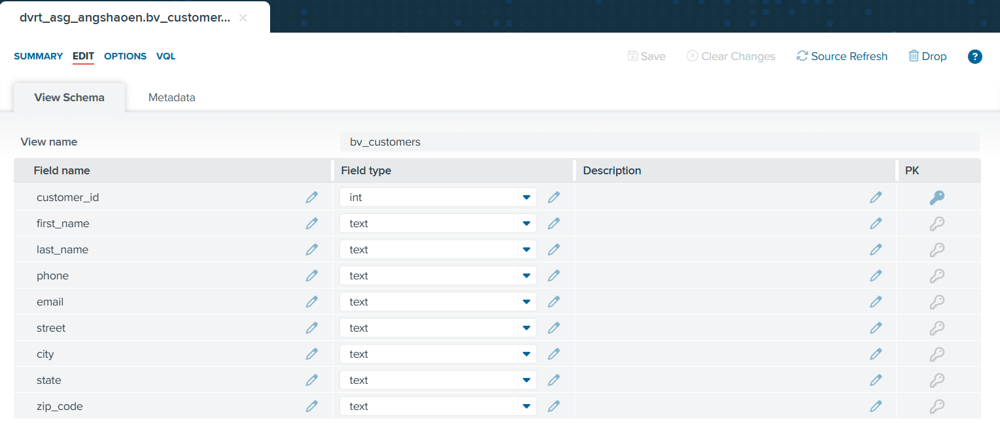 dvrt_asg_angshaoen.bv_customer...
SUMMARY EDIT OPTIONS VQL Save Clear Changes Source Refresh Drop ?
View Schema Metadata
View name bv_customers
Field name Field type Description PK
customer_id int
first_name text
last_name text
phone text
email text
street text
city text
state text
zip_code text